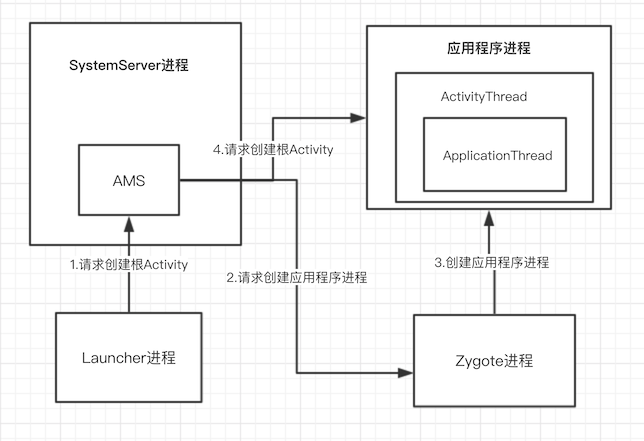 SystemServer进程
应用程序进程
ActivityThread
ApplicationThread
AMS
4.请求创建根Activity
1.请求创建根Activity
2.请求创建应用程序进程
3.创建应用程序进程
Launcher进程
Zygote进程